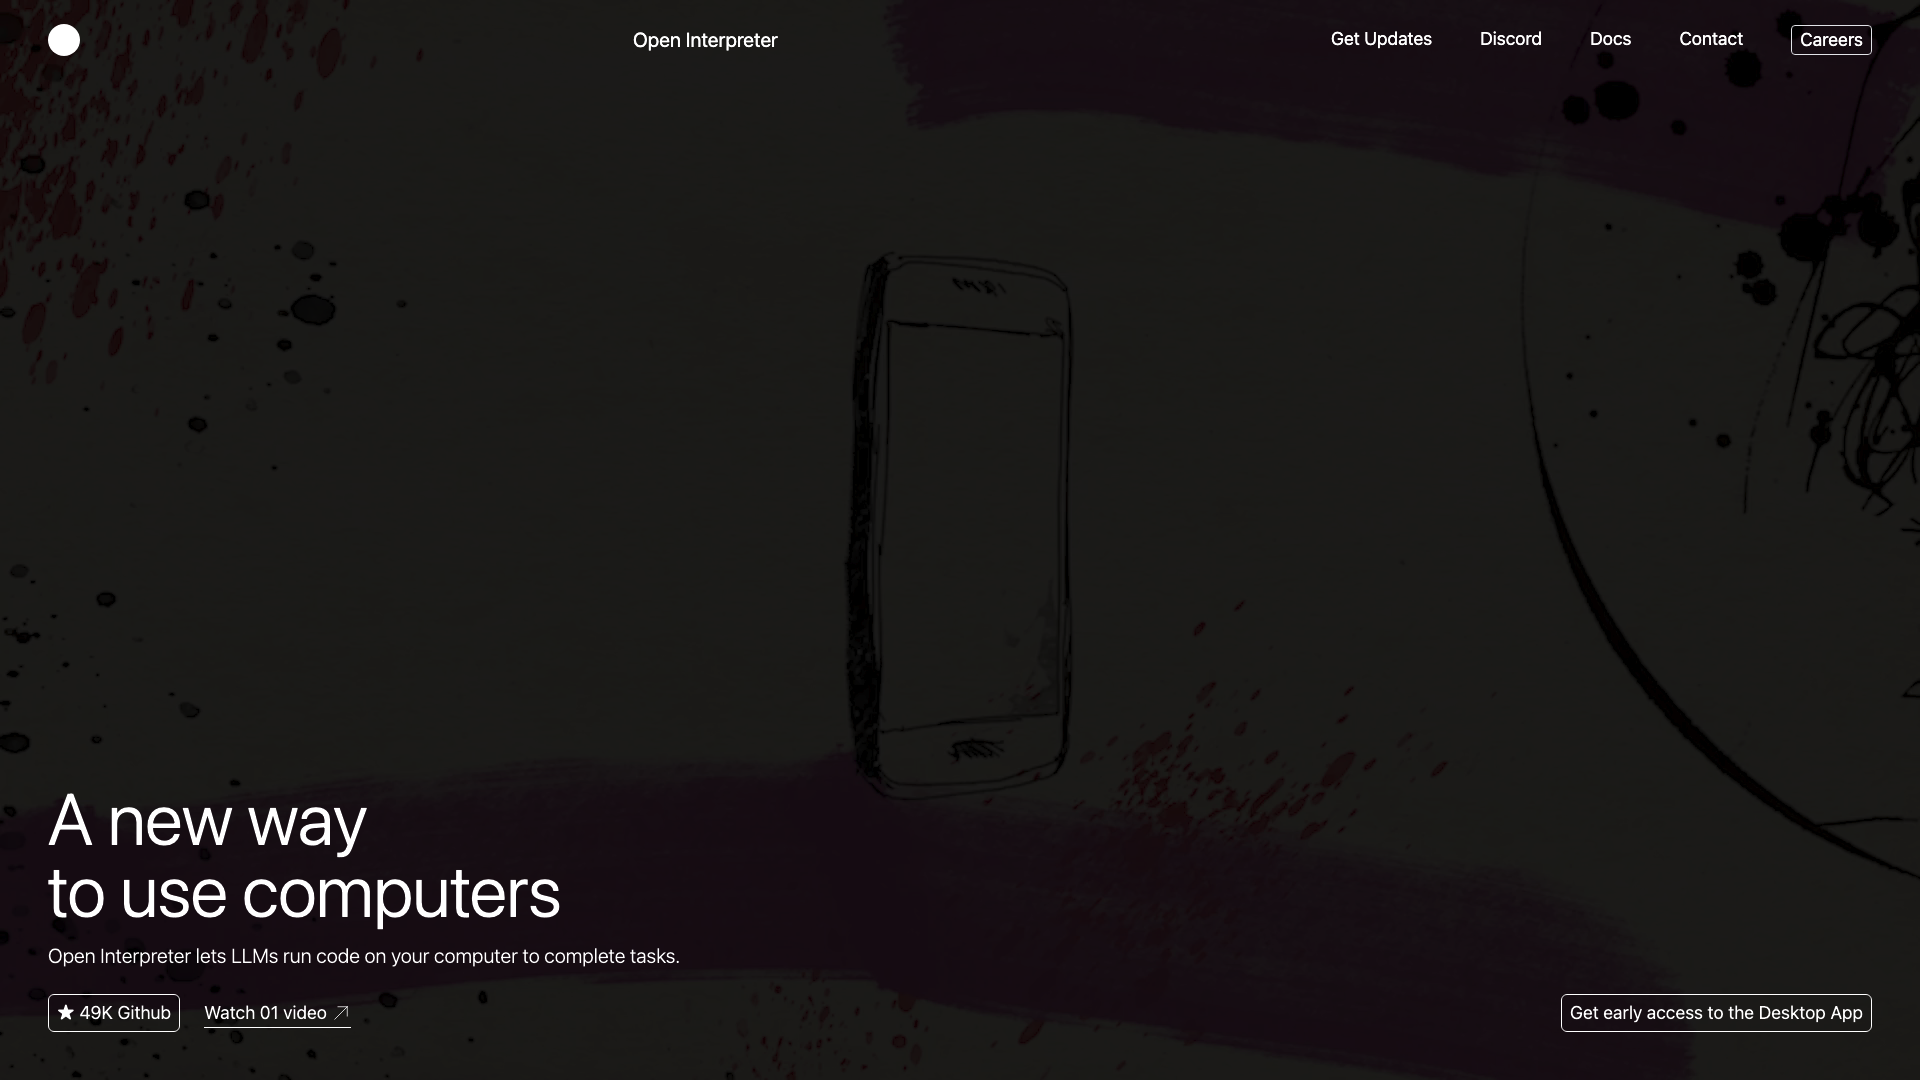 Open Interpreter
Get Updates
Discord
Docs
Contact
Careers
A new way
to use computers
Open Interpreter lets LLMs run code on your computer to complete tasks.
★ 49K Github
Watch 01 video ↗
Get early access to the Desktop App